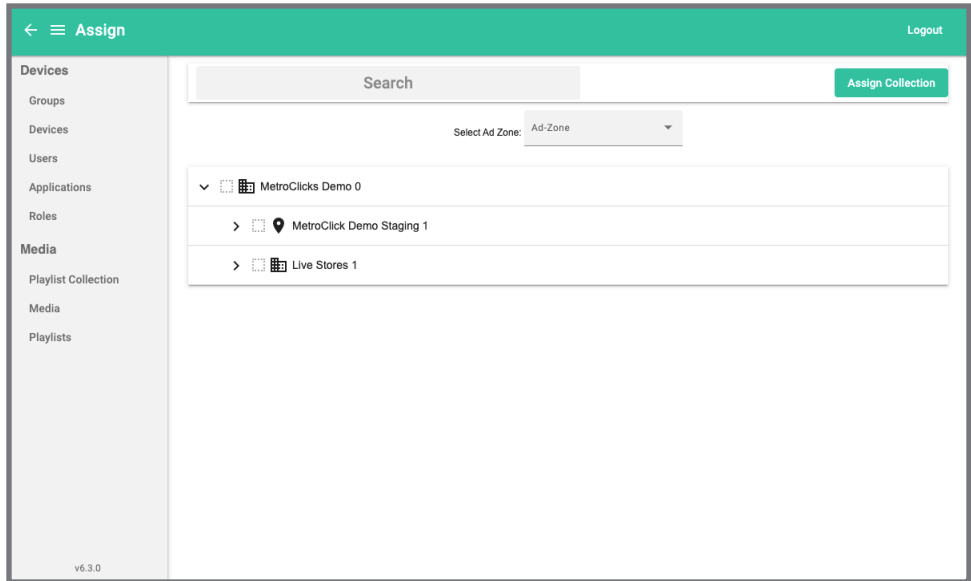 Assign
Logout
Devices
Groups
Devices
Users
Applications
Roles
Media
Playlist Collection
Media
Playlists
v6.3.0
Search
Assign Collection
Select Ad Zone: Ad-Zone
MetroClicks Demo 0
MetroClick Demo Staging 1
Live Stores 1